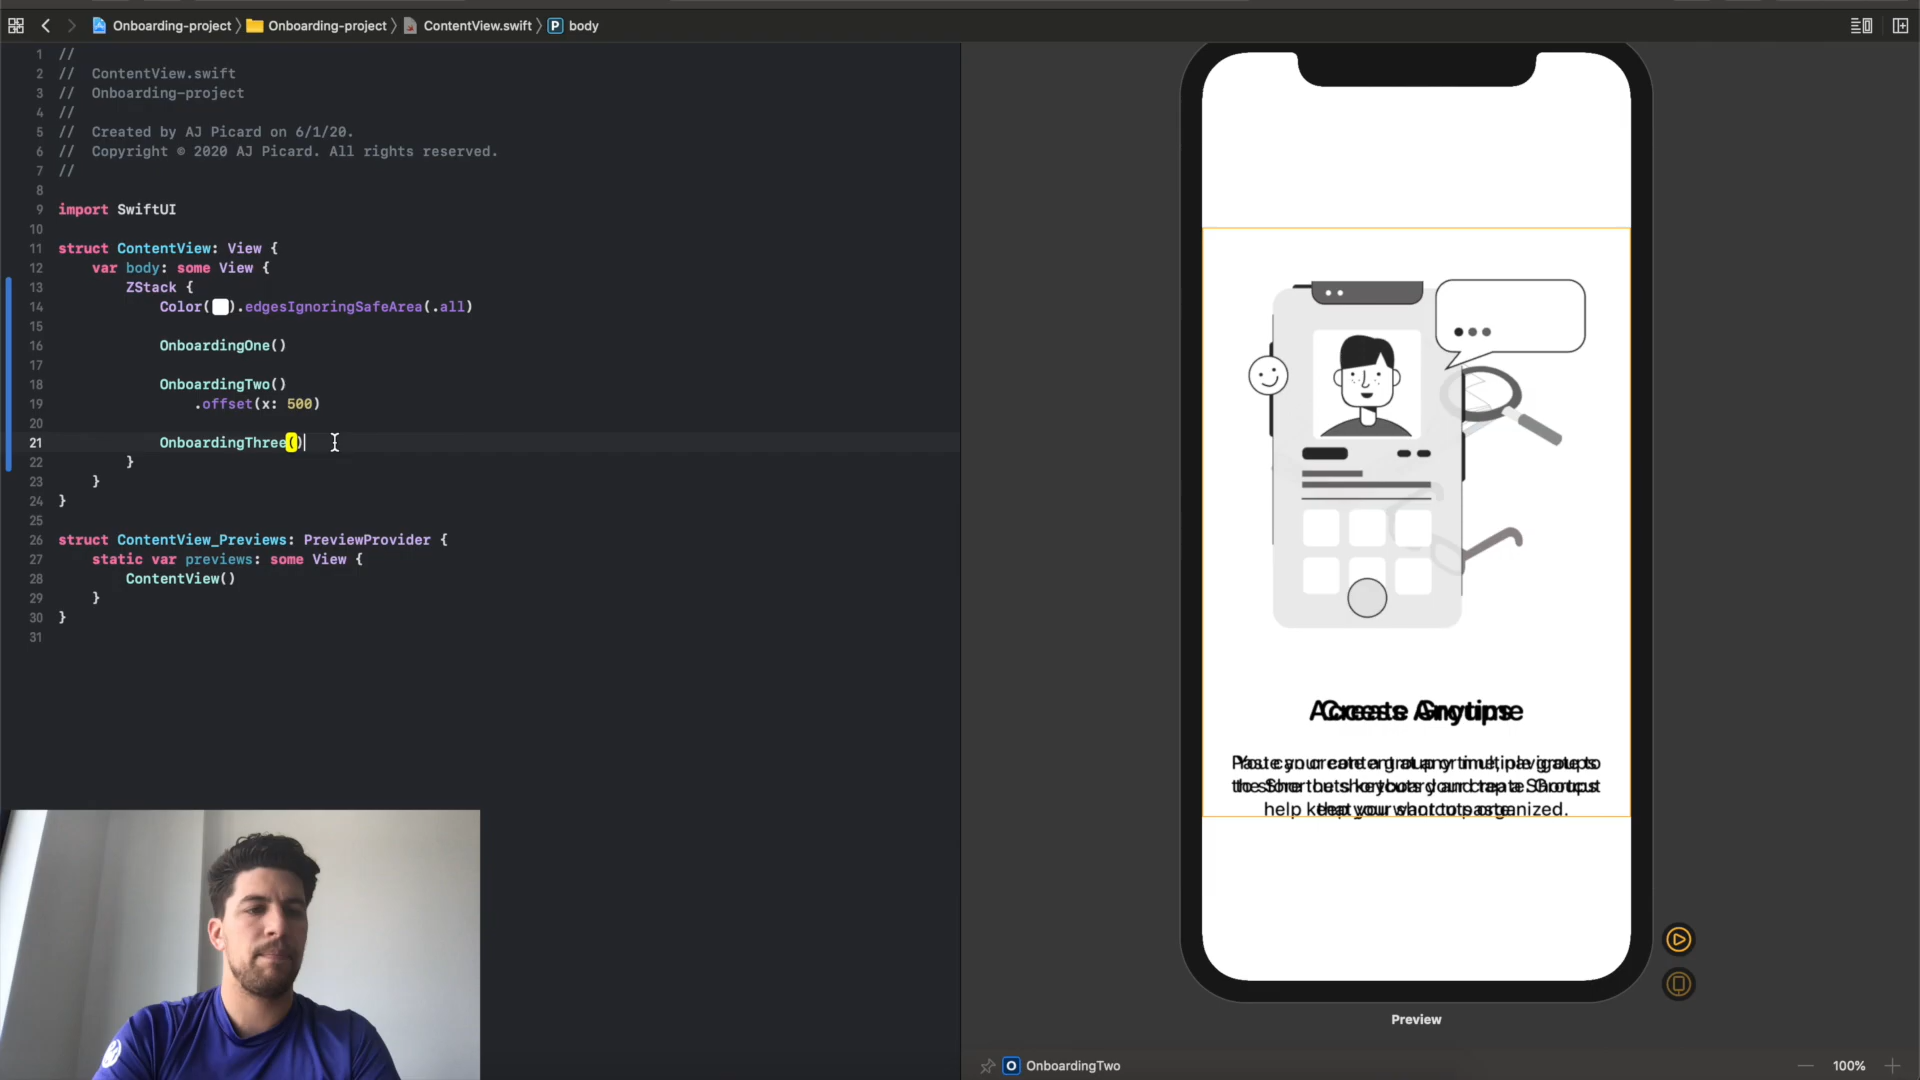 Onboarding-project
Onboarding-project
ContentView.swift
P body
1 //
2 // ContentView.swift
3 // Onboarding-project
4 //
5 // Created by AJ Picard on 6/1/20.
6 // Copyright © 2020 AJ Picard. All rights reserved.
7 //
8
9 import SwiftUI
10
11 struct ContentView: View {
12 var body: some View {
13 ZStack {
14 Color( ).edgesIgnoringSafeArea(.all)
15
16 OnboardingOne()
17
18 OnboardingTwo()
19 .offset(x: 500)
20
21 OnboardingThree()
22 }
23 }
24 }
25
26 struct ContentView_Previews: PreviewProvider {
27 static var previews: some View {
28 ContentView()
29 }
30 }
31
Preview
O OnboardingTwo
100%